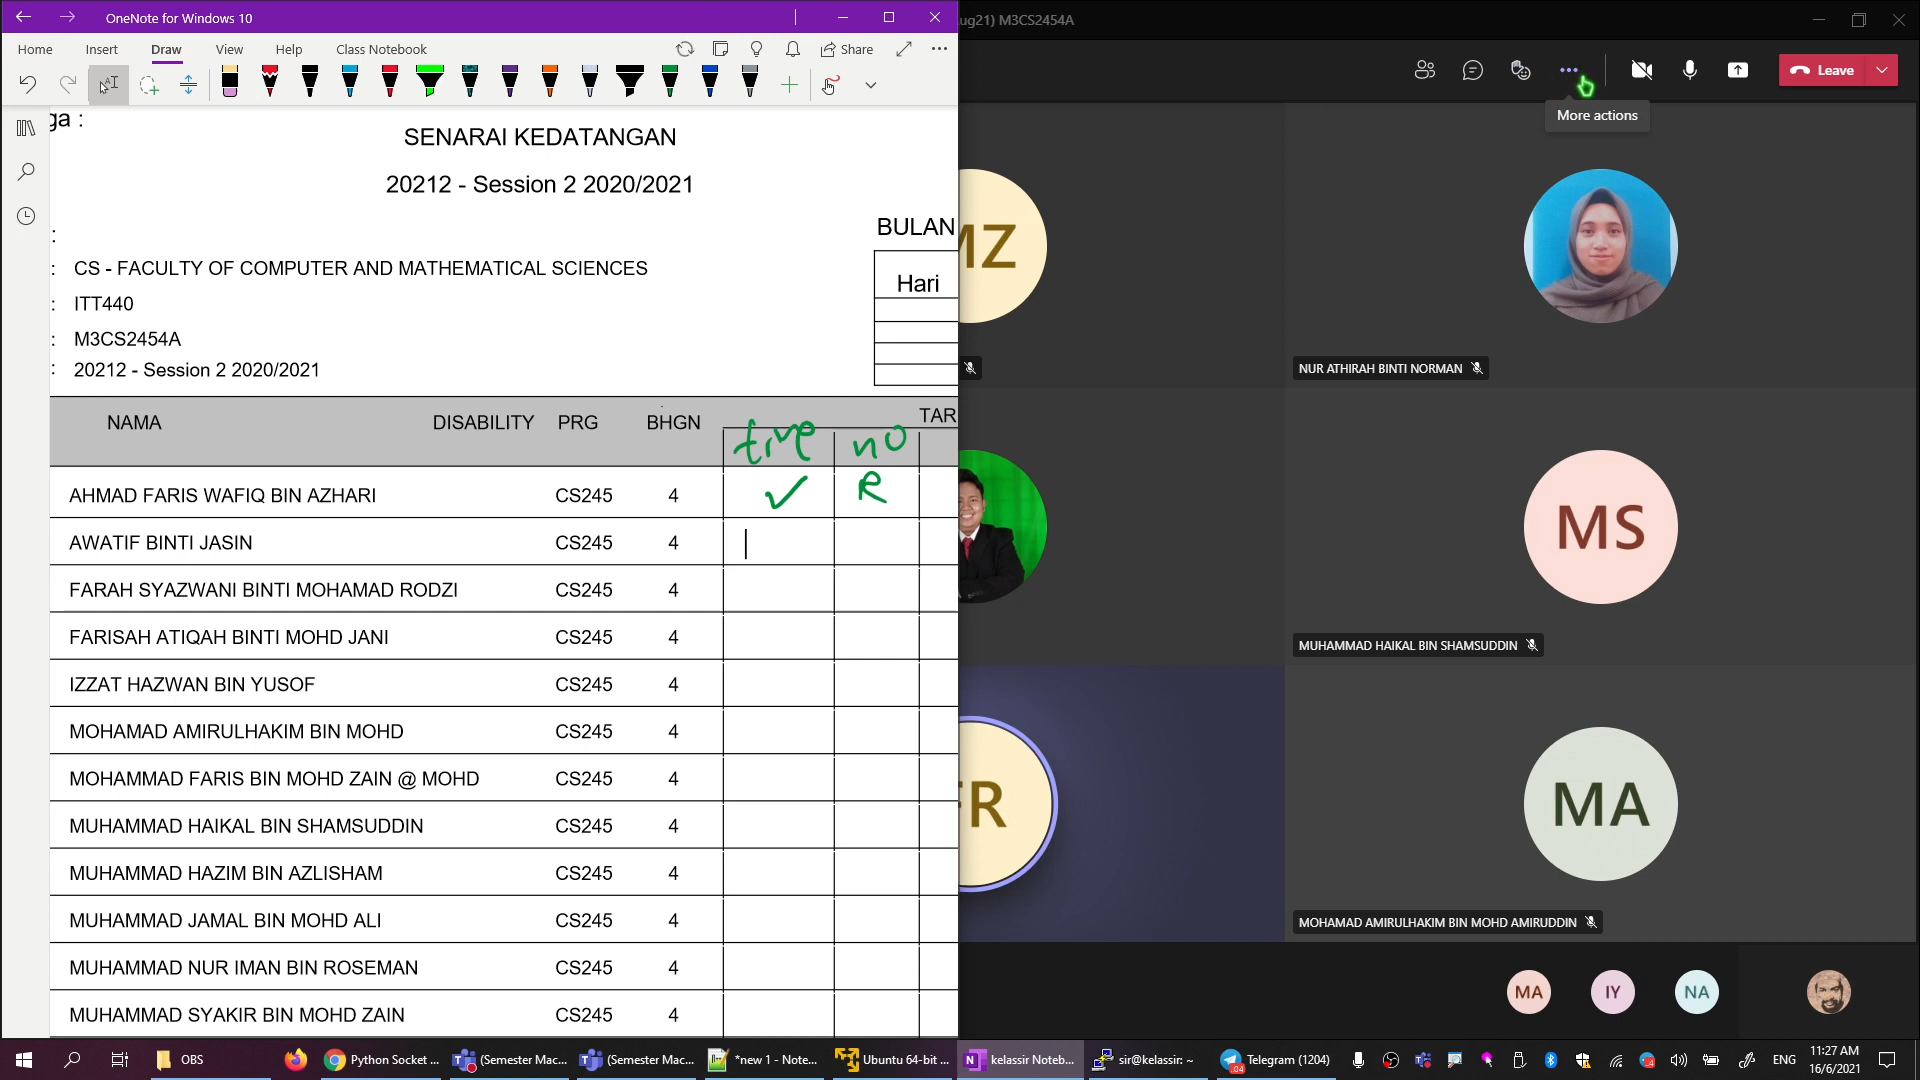 OneNote for Windows 10
Home Insert Draw View Help Class Notebook Share
ga :
SENARAI KEDATANGAN
20212 - Session 2 2020/2021
BULAN
:
: CS - FACULTY OF COMPUTER AND MATHEMATICAL SCIENCES
Hari
: ITT440
: M3CS2454A
: 20212 - Session 2 2020/2021
NAMA DISABILITY PRG BHGN TAR
no
AHMAD FARIS WAFIQ BIN AZHARI CS245 4 ✓ R
AWATIF BINTI JASIN CS245 4
FARAH SYAZWANI BINTI MOHAMAD RODZI CS245 4
FARISAH ATIQAH BINTI MOHD JANI CS245 4
IZZAT HAZWAN BIN YUSOF CS245 4
MOHAMAD AMIRULHAKIM BIN MOHD CS245 4
MOHAMMAD FARIS BIN MOHD ZAIN @ MOHD CS245 4
MUHAMMAD HAIKAL BIN SHAMSUDDIN CS245 4
MUHAMMAD HAZIM BIN AZLISHAM CS245 4
MUHAMMAD JAMAL BIN MOHD ALI CS245 4
MUHAMMAD NUR IMAN BIN ROSEMAN CS245 4
MUHAMMAD SYAKIR BIN MOHD ZAIN CS245 4
ug21) M3CS2454A
Leave
More actions
MZ
NUR ATHIRAH BINTI NORMAN
MS
MUHAMMAD HAIKAL BIN SHAMSUDDIN
FR
MA
MOHAMAD AMIRULHAKIM BIN MOHD AMIRUDDIN
MA IY NA
OBS Python Socket ... (Semester Mac... (Semester Mac... *new 1 - Note... Ubuntu 64-bit ... kelassir Noteb... sir@kelassir: ~ Telegram (1204) ENG 11:27 AM
16/6/2021